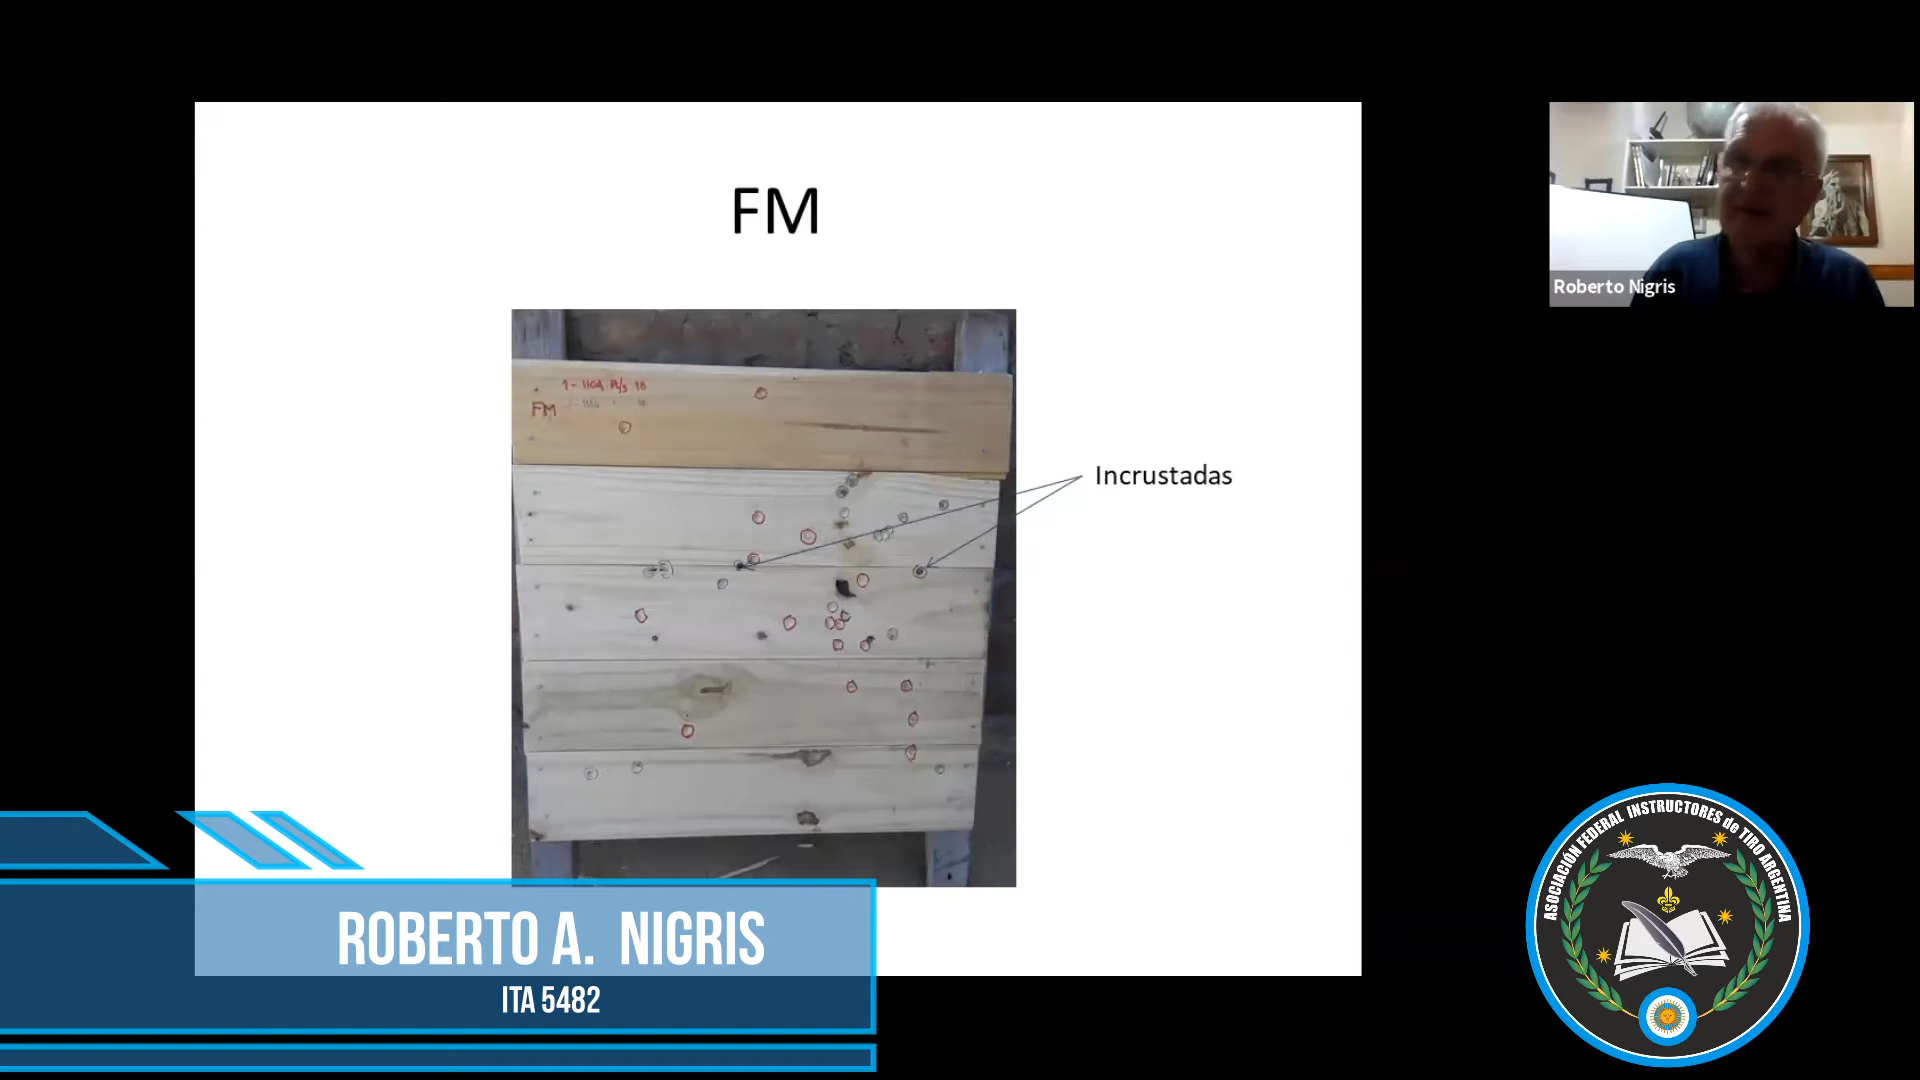 FM
Roberto Nigris
FM
Incrustadas
ROBERTO A. NIGRIS
ITA 5482
ASOCIACIÓN FEDERAL INSTRUCTORES de TIRO ARGENTINA